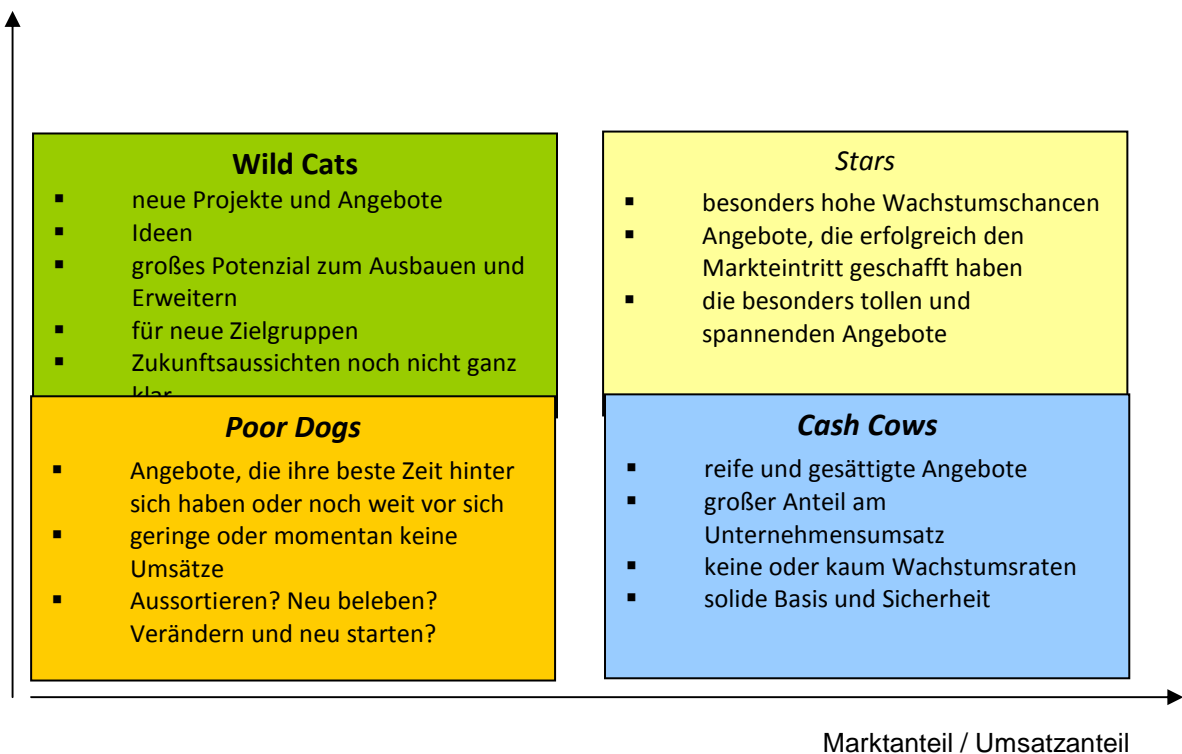 Wild Cats
▪ neue Projekte und Angebote
▪ Ideen
▪ großes Potenzial zum Ausbauen und
Erweitern
▪ für neue Zielgruppen
▪ Zukunftsaussichten noch nicht ganz
klar
Stars
▪ besonders hohe Wachstumschancen
▪ Angebote, die erfolgreich den
Markteintritt geschafft haben
▪ die besonders tollen und
spannenden Angebote
Poor Dogs
▪ Angebote, die ihre beste Zeit hinter
sich haben oder noch weit vor sich
▪ geringe oder momentan keine
Umsätze
▪ Aussortieren? Neu beleben?
Verändern und neu starten?
Cash Cows
▪ reife und gesättigte Angebote
▪ großer Anteil am
Unternehmensumsatz
▪ keine oder kaum Wachstumsraten
▪ solide Basis und Sicherheit
Marktanteil / Umsatzanteil